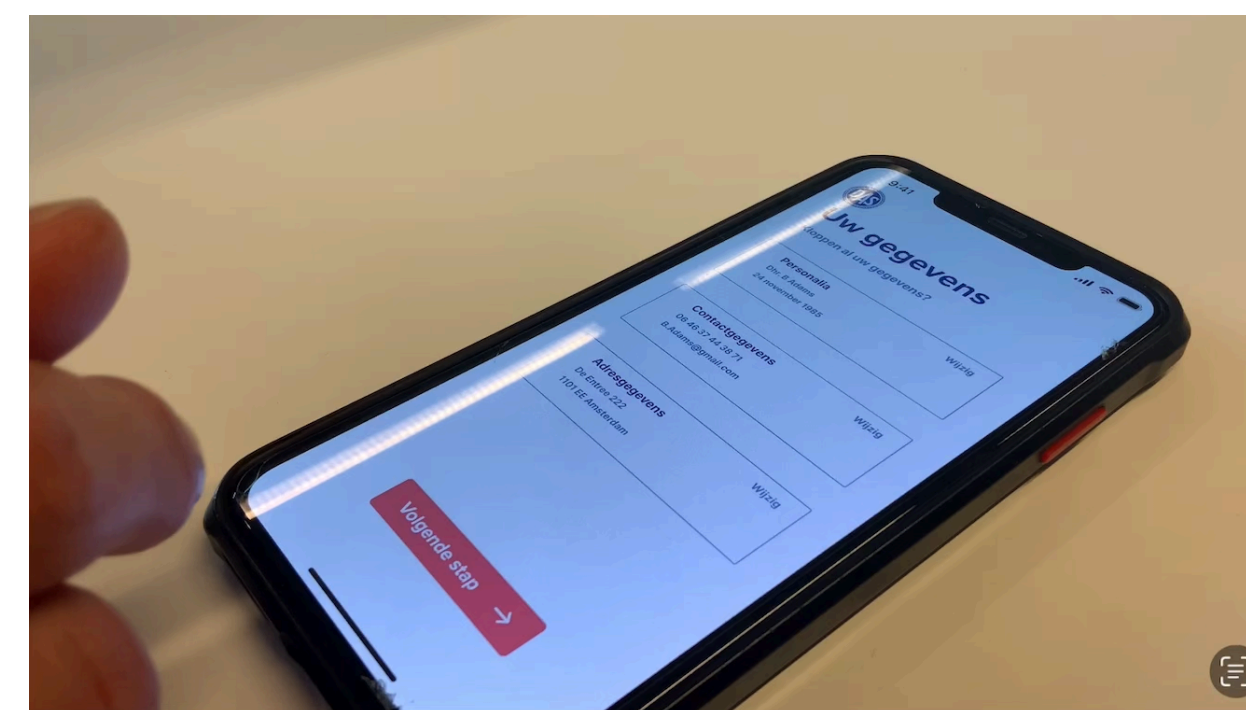 9:41
Uw gegevens
kloppen al uw gegevens?
Personalia
Dhr. B Adams
24 november 1985
Wijzig
Contactgegevens
06 46 37 44 38 71
B.Adams@gmail.com
Wijzig
Adresgegevens
De Entree 222
1101 EE Amsterdam
Wijzig
Volgende stap →